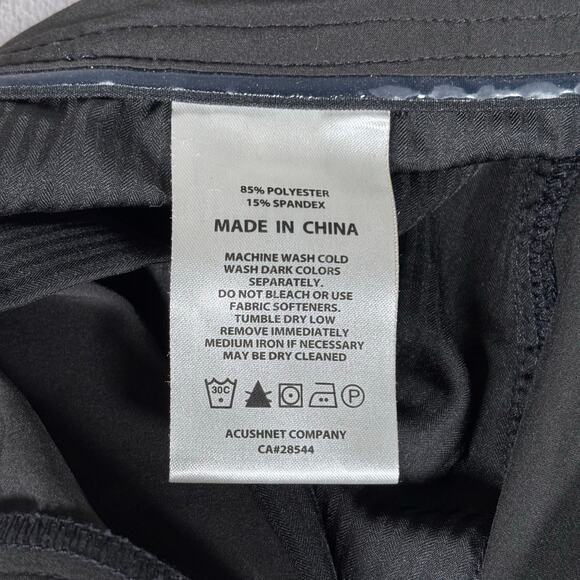 85% POLYESTER
15% SPANDEX
MADE IN CHINA
MACHINE WASH COLD
WASH DARK COLORS
SEPARATELY.
DO NOT BLEACH OR USE
FABRIC SOFTENERS.
TUMBLE DRY LOW
REMOVE IMMEDIATELY
MEDIUM IRON IF NECESSARY
MAY BE DRY CLEANED
30C P
ACUSHNET COMPANY
CA#28544